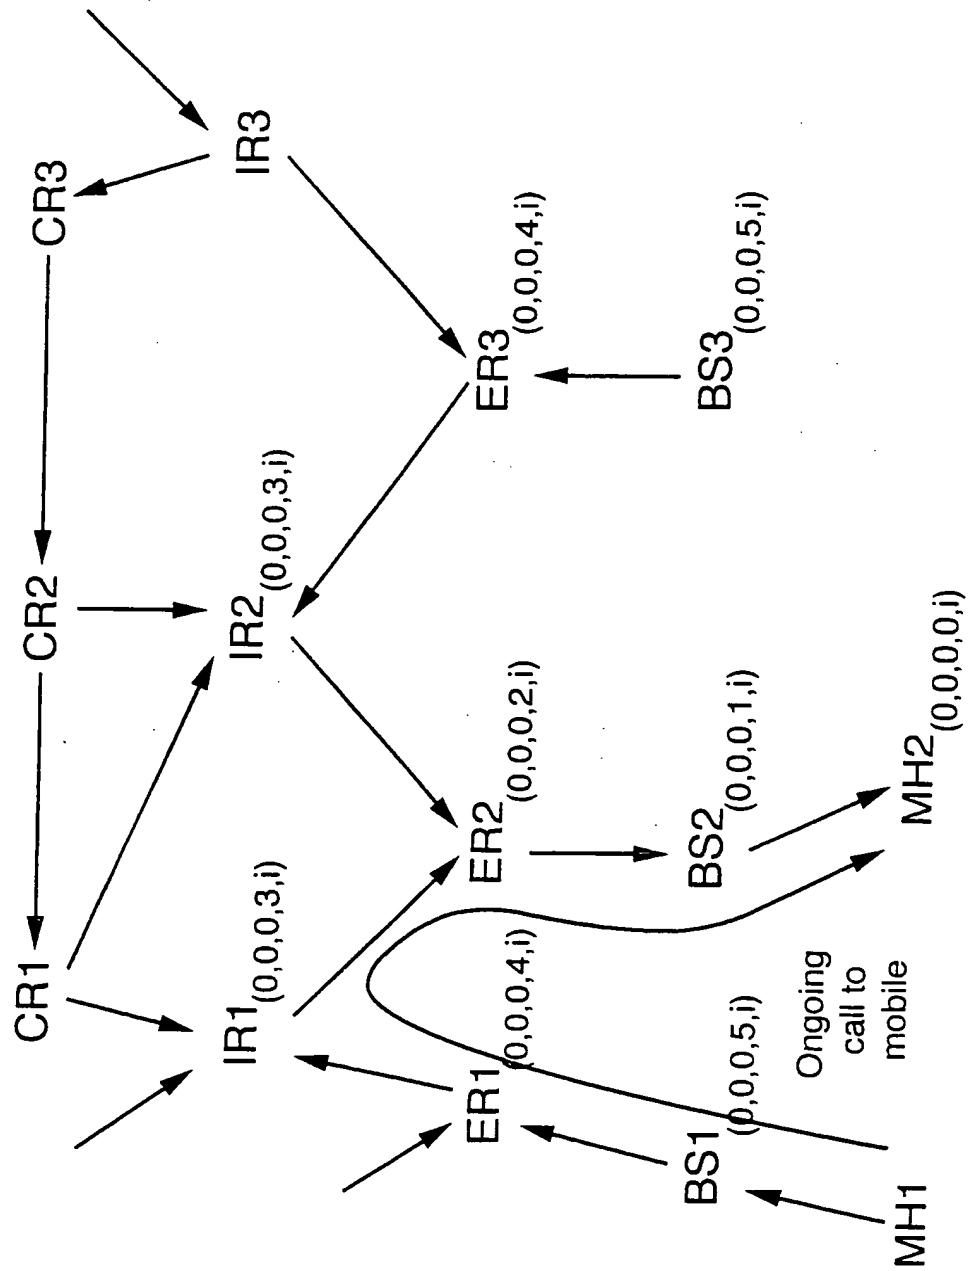 CR1
CR2
CR3
IR1(0,0,0,3,i)
IR2(0,0,0,3,i)
IR3
ER1(0,0,0,4,i)
ER2(0,0,0,2,i)
ER3(0,0,0,4,i)
BS1(0,0,0,5,i)
BS2(0,0,0,1,i)
BS3(0,0,0,5,i)
Ongoing
call to
mobile
MH1
MH2(0,0,0,0,i)